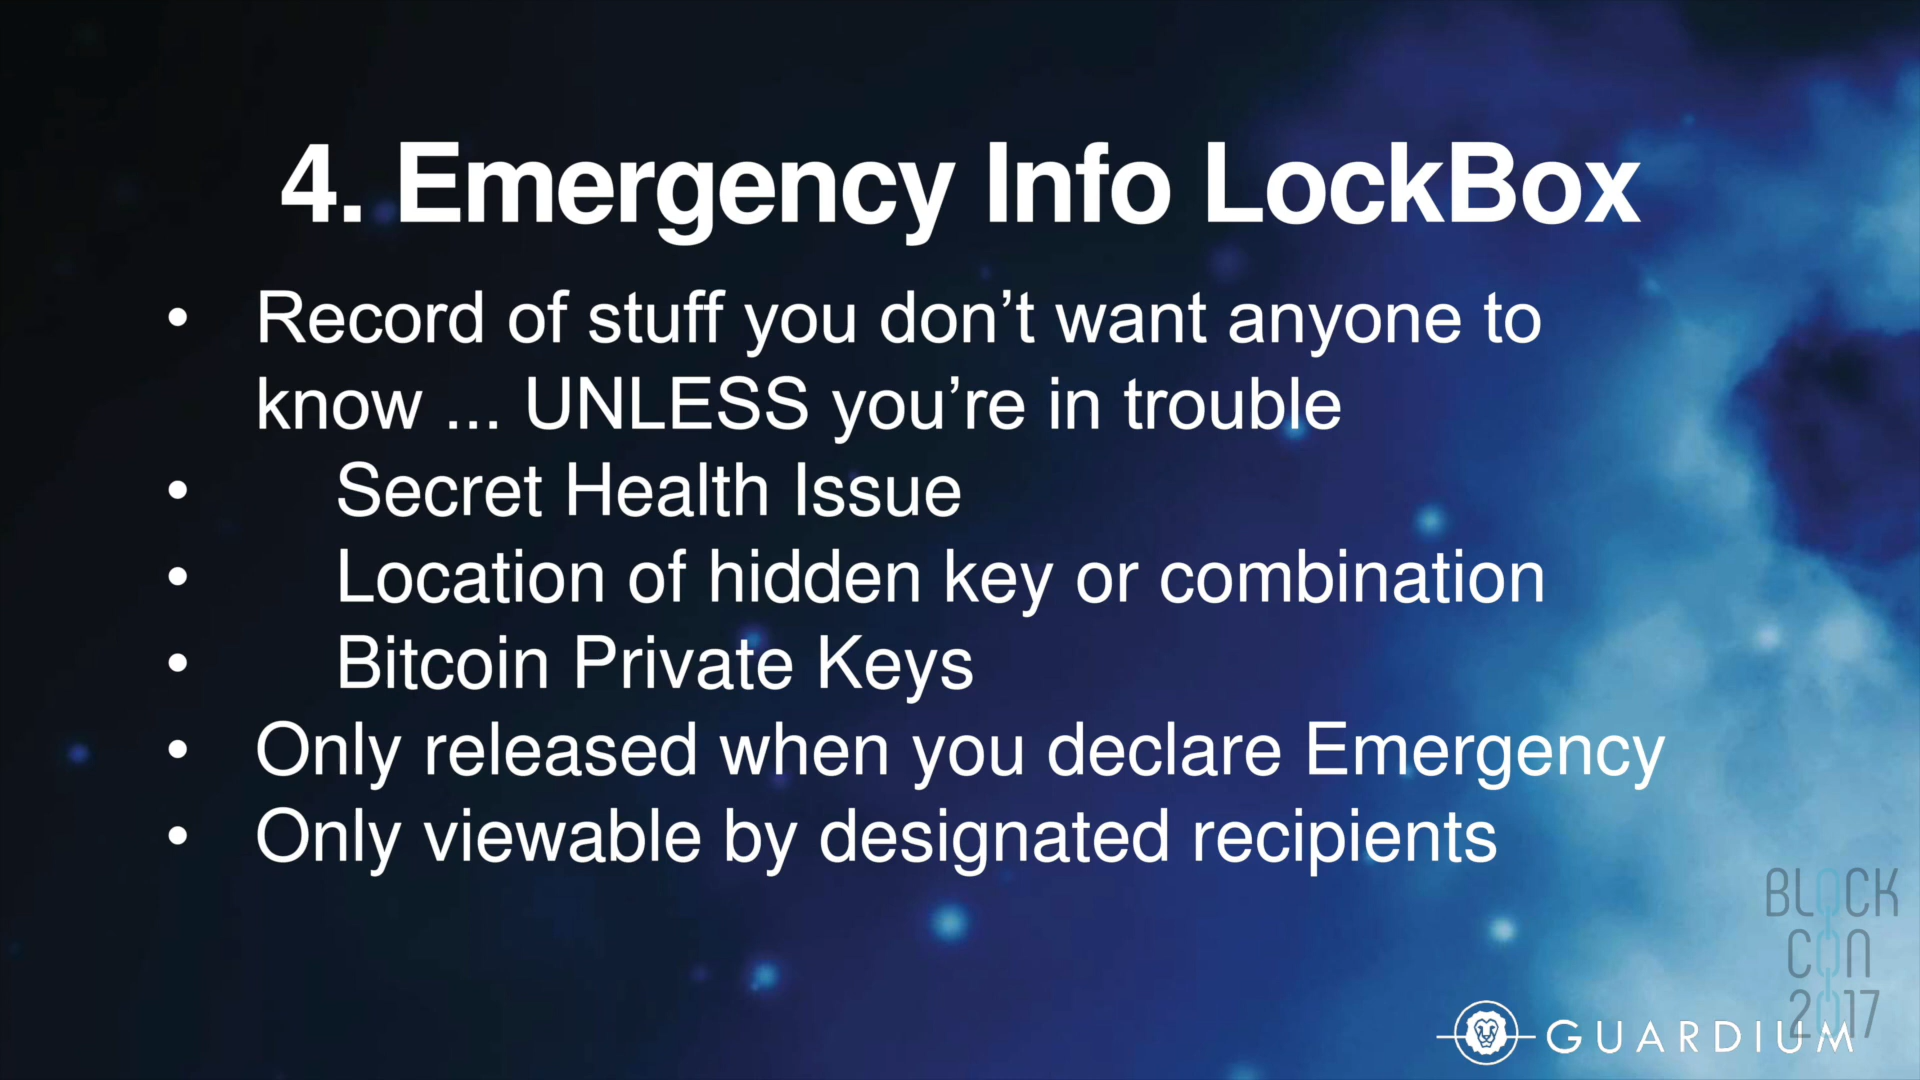 4. Emergency Info LockBox
• Record of stuff you don’t want anyone to
know ... UNLESS you’re in trouble
• Secret Health Issue
• Location of hidden key or combination
• Bitcoin Private Keys
• Only released when you declare Emergency
• Only viewable by designated recipients
BLOCK
CON
2017
GUARDIUM